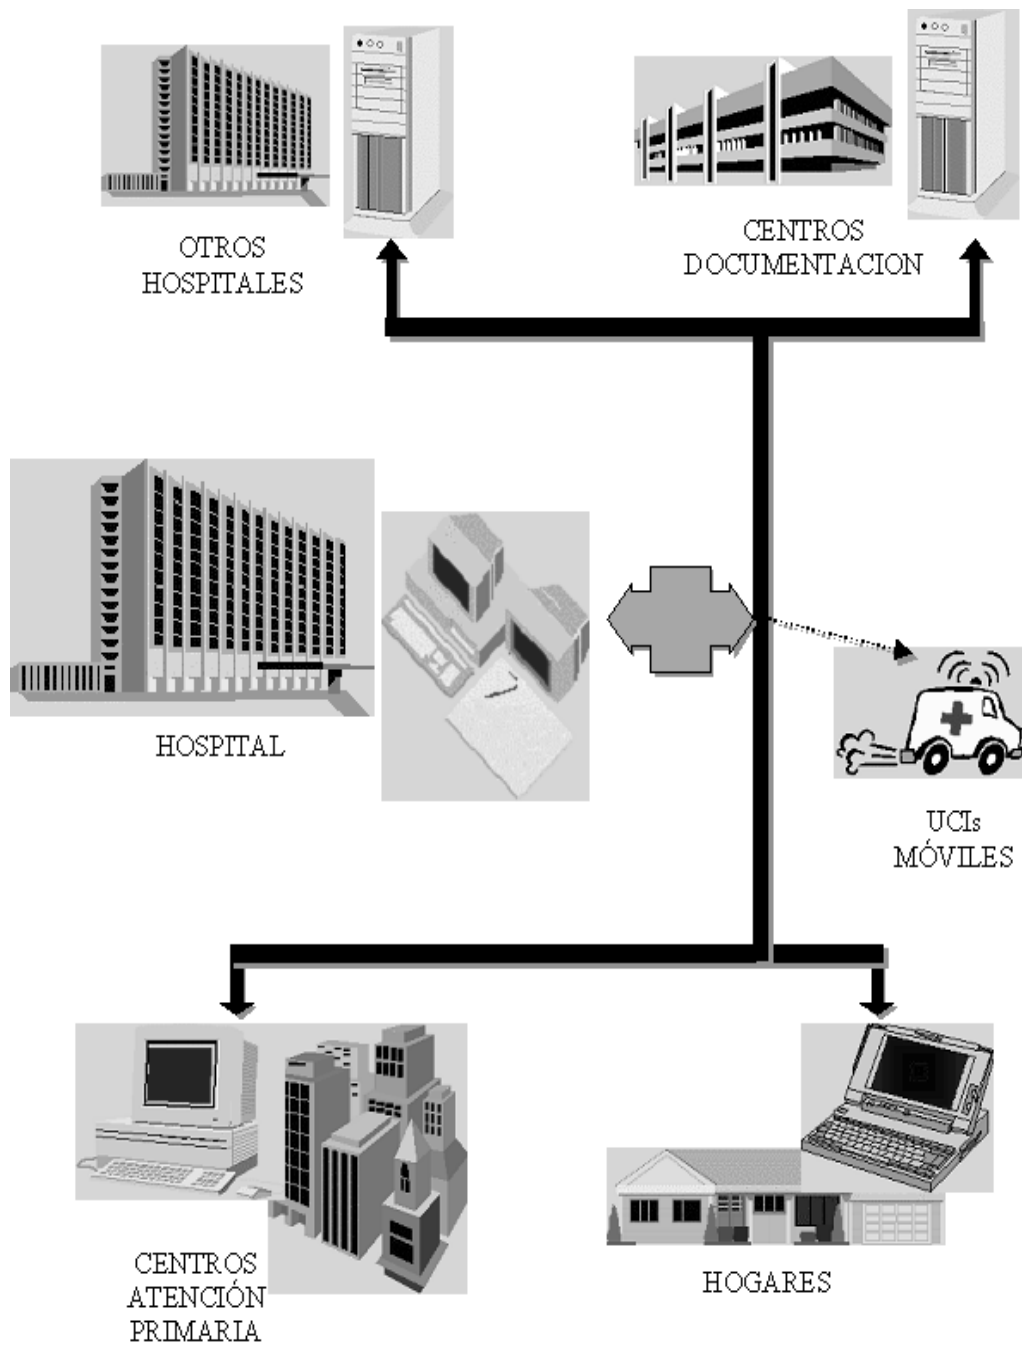 OTROS
HOSPITALES
CENTROS
DOCUMENTACION
HOSPITAL
UCIs
MÓVILES
CENTROS
ATENCIÓN
PRIMARIA
HOGARES